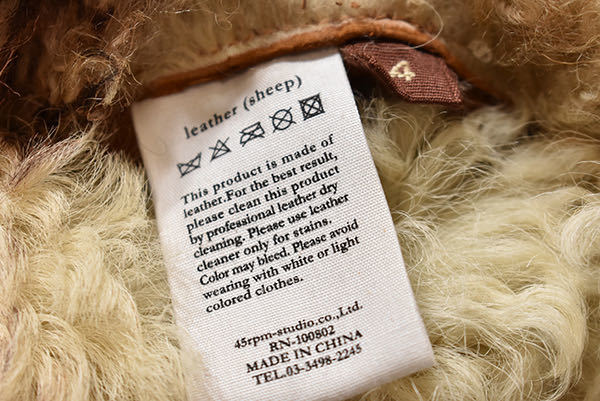 4
leather (sheep)
This product is made of
leather.For the best result,
please clean this product
by professional leather dry
cleaning. Please use leather
cleaner only for stains.
Color may bleed. Please avoid
wearing with white or light
colored clothes.
45rpm-studio.co.,Ltd.
RN-100802
MADE IN CHINA
TEL.03-3498-2245